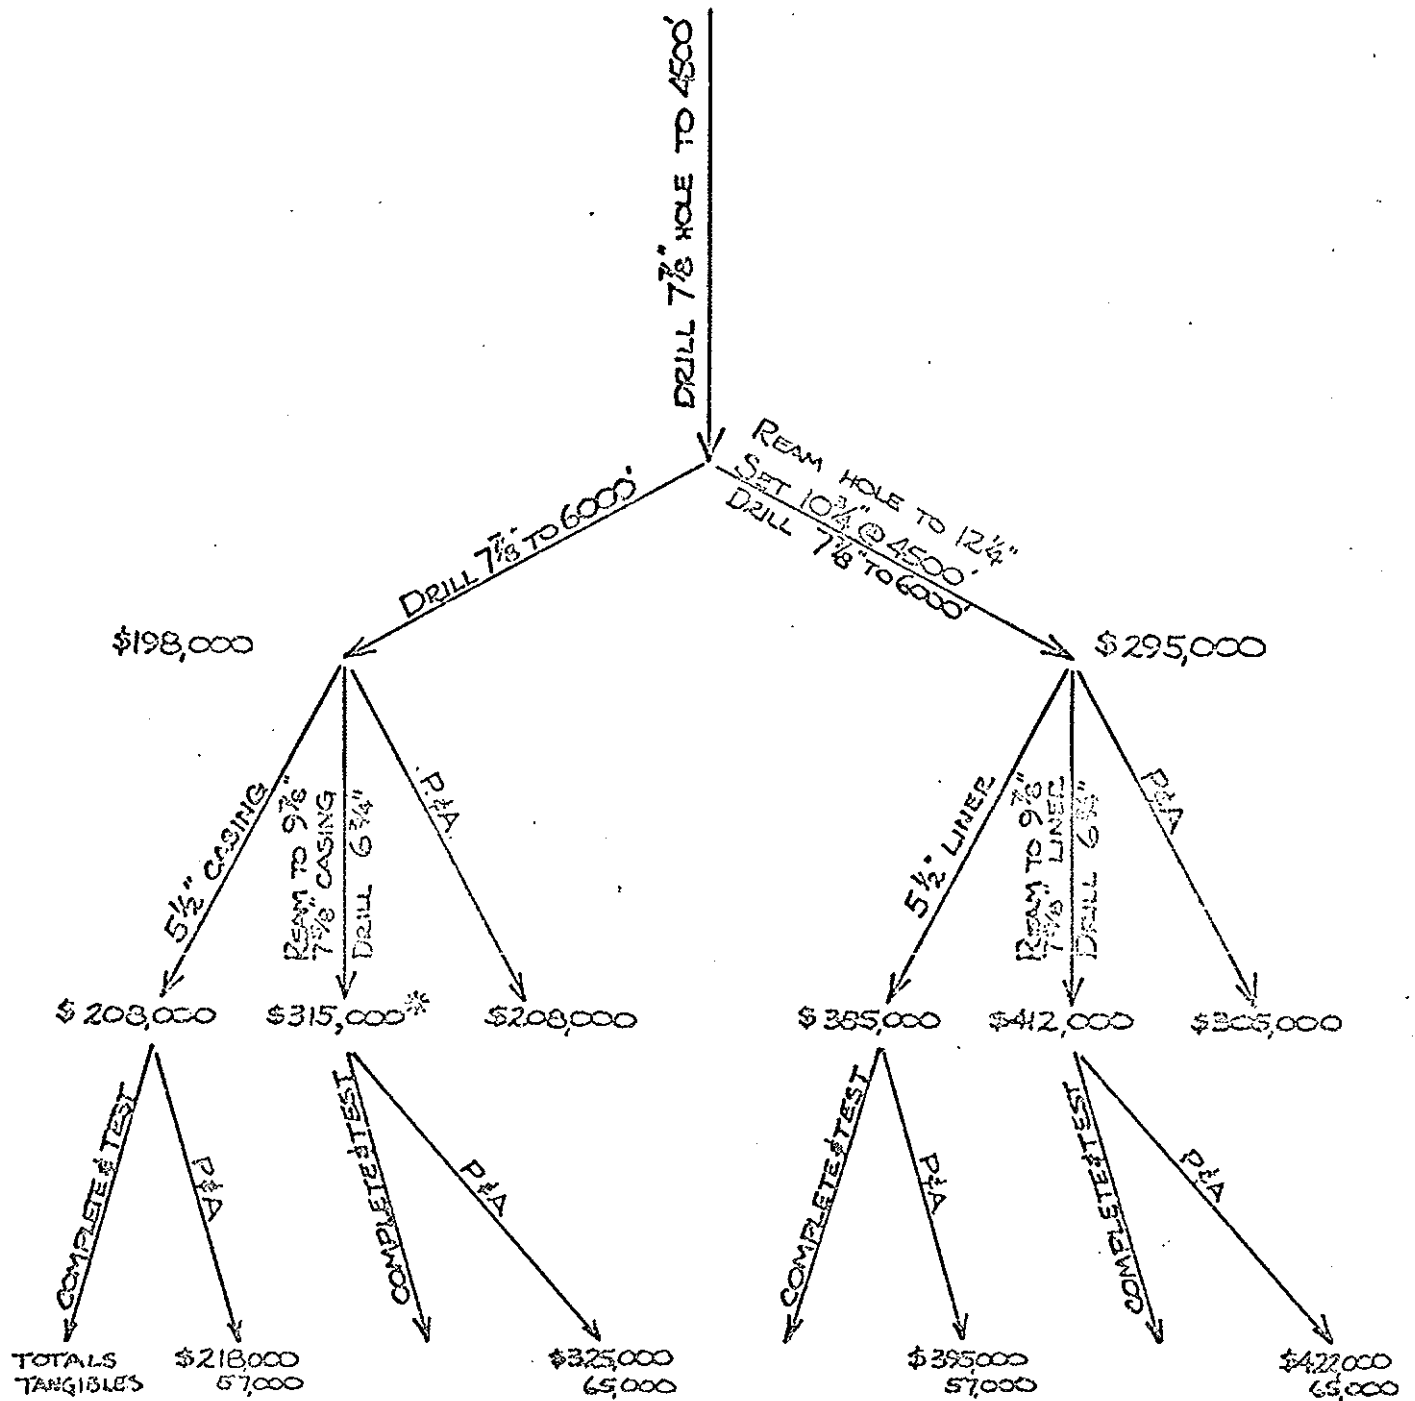 DRILL 7⅞" HOLE TO 4500'
REAM HOLE TO 12¼"
SET 10¾" @ 4500'
DRILL 7⅞" TO 6000'
DRILL 7⅞" TO 6000'
$198,000
$295,000
5½" CASING
REAM TO 9⅞"
7⅝" CASING
DRILL 6¾"
P&A
5½" LINER
REAM TO 9⅞"
7⅝" LINER
DRILL 6¾"
P&A
$208,000
$315,000*
$208,000
$385,000
$412,000
$305,000
COMPLETE & TEST
P&A
COMPLETE & TEST
P&A
COMPLETE & TEST
P&A
COMPLETE & TEST
P&A
TOTALS $218,000 $325,000 $395,000 $422,000
TANGIBLES 57,000 65,000 57,000 65,000